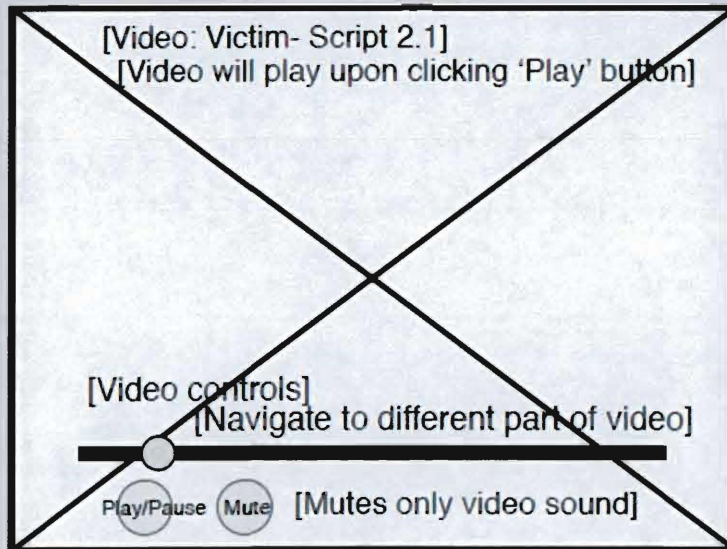 [Video: Victim- Script 2.1]
[Video will play upon clicking 'Play' button]
[Video controls]
[Navigate to different part of video]
Play/Pause Mute [Mutes only video sound]